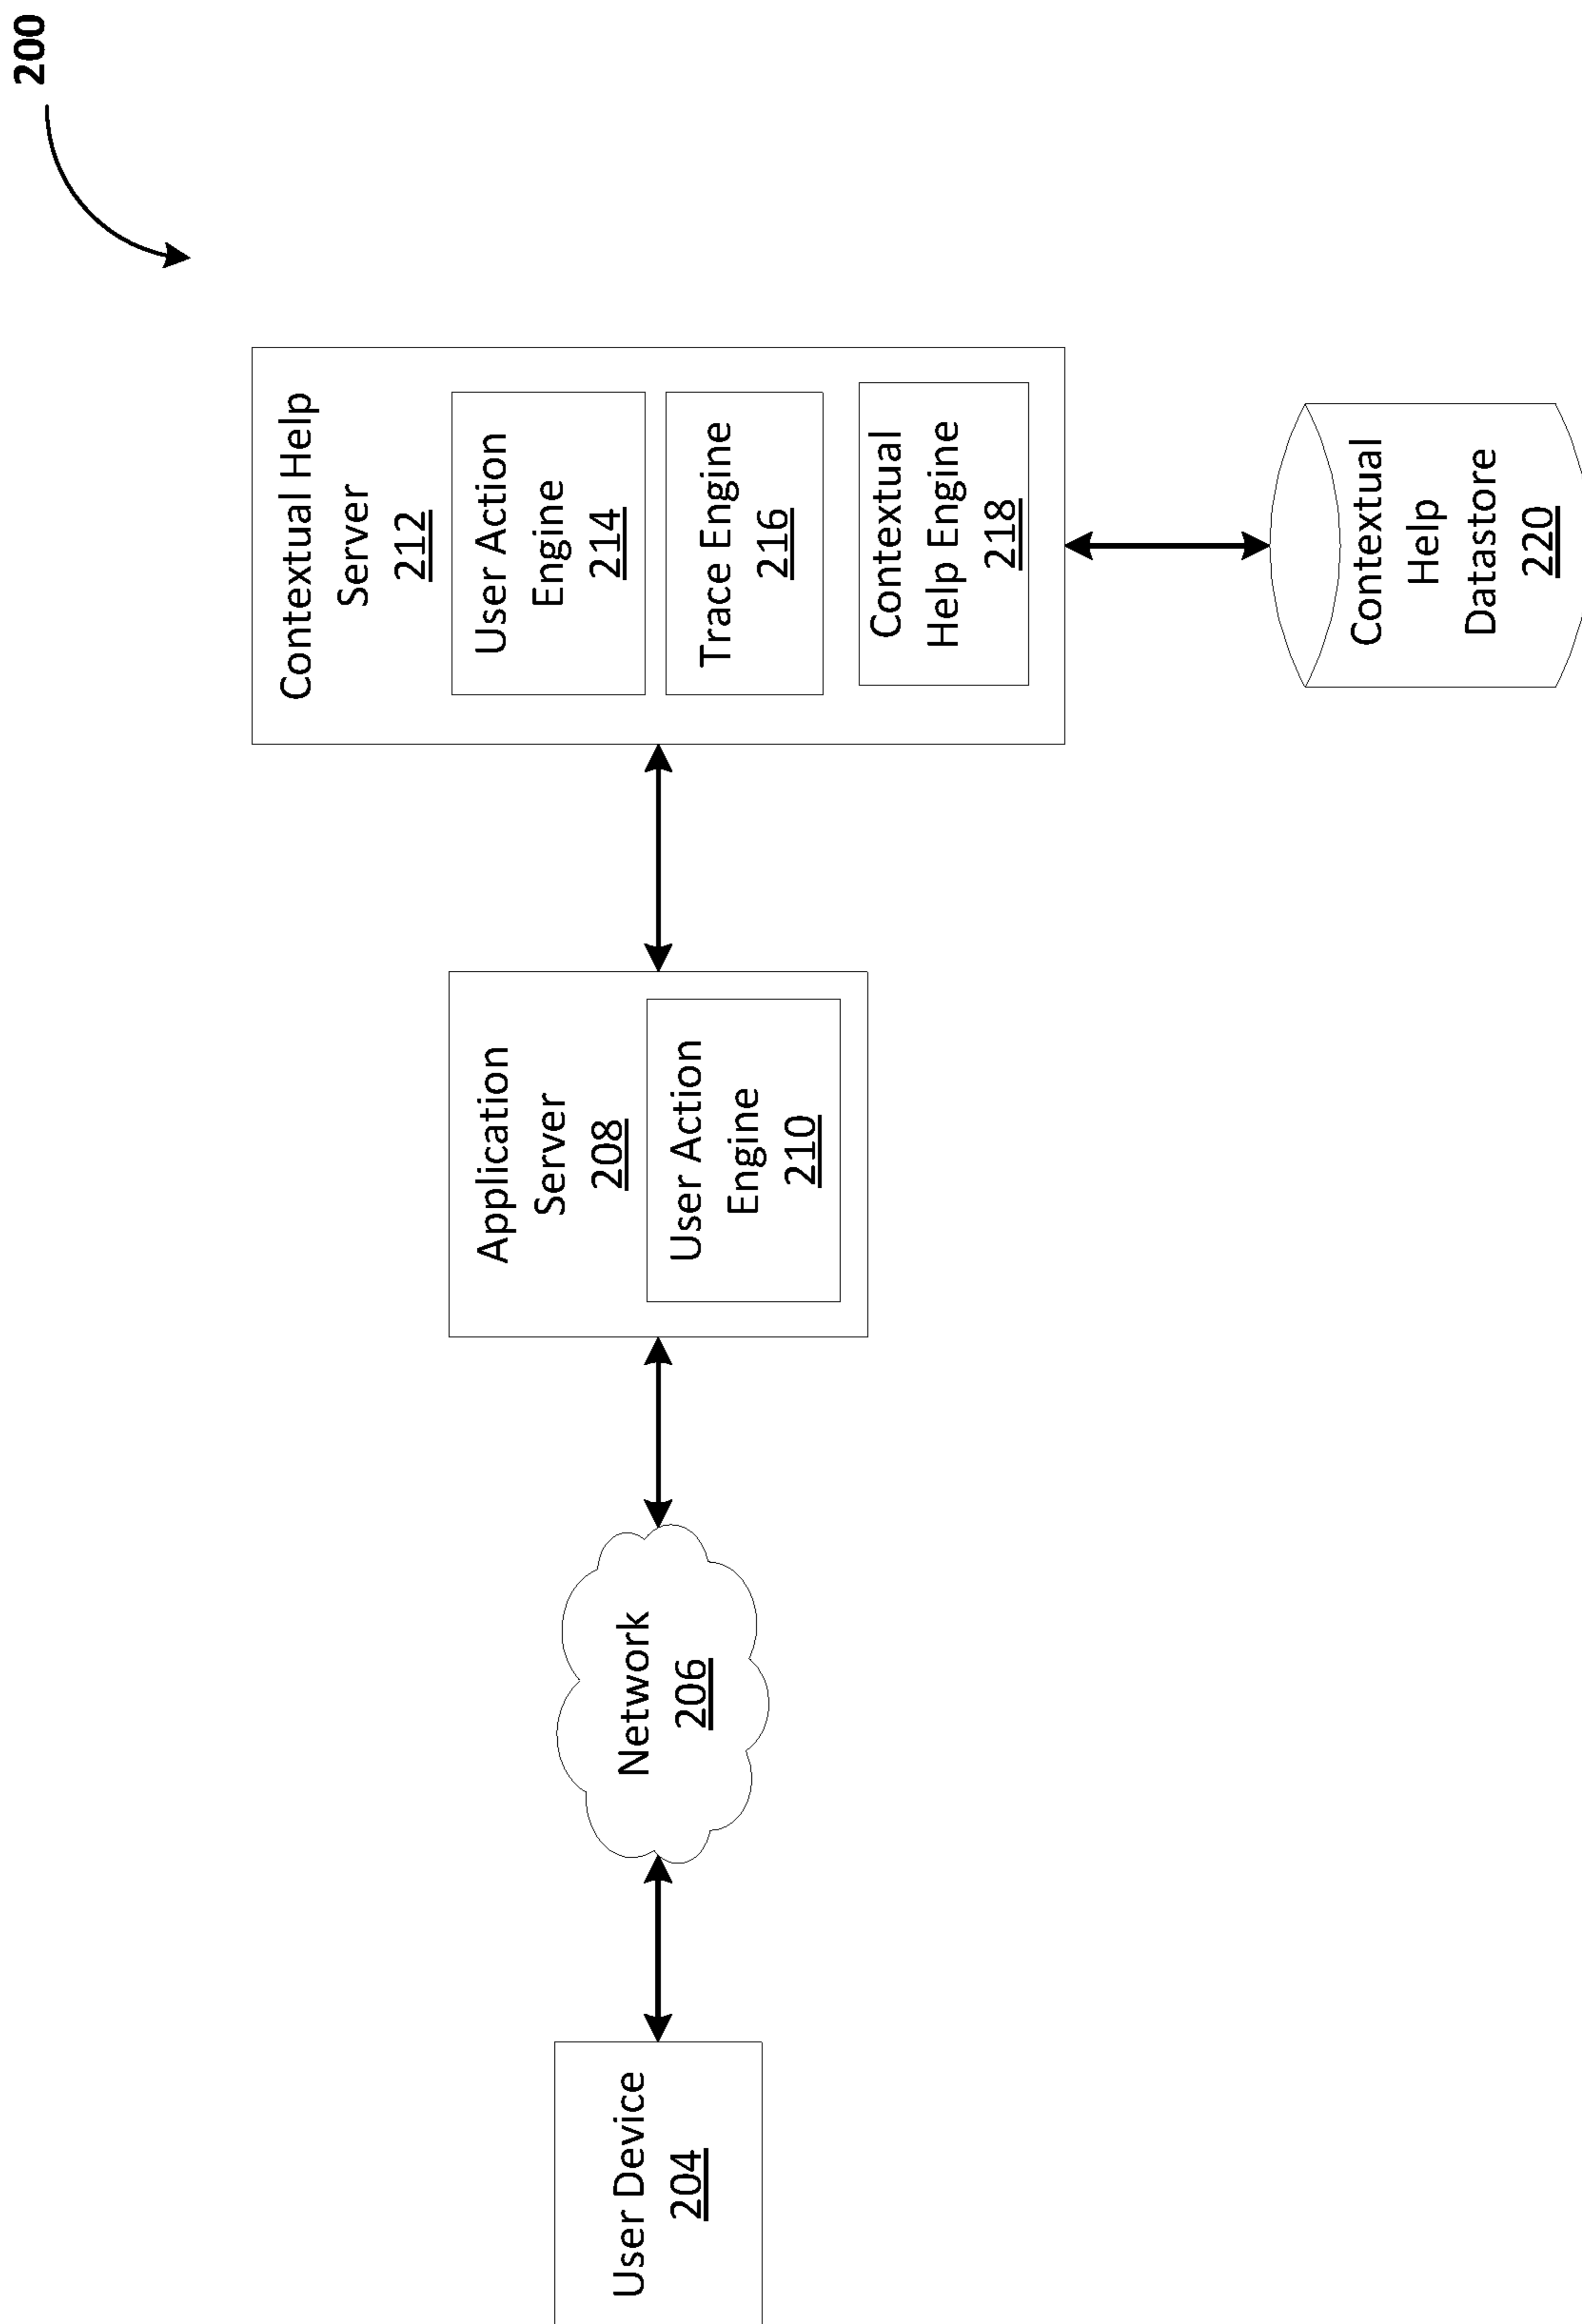 200
User Device
204
Network
206
Application
Server
208
User Action
Engine
210
Contextual Help
Server
212
User Action
Engine
214
Trace Engine
216
Contextual
Help Engine
218
Contextual
Help
Datastore
220